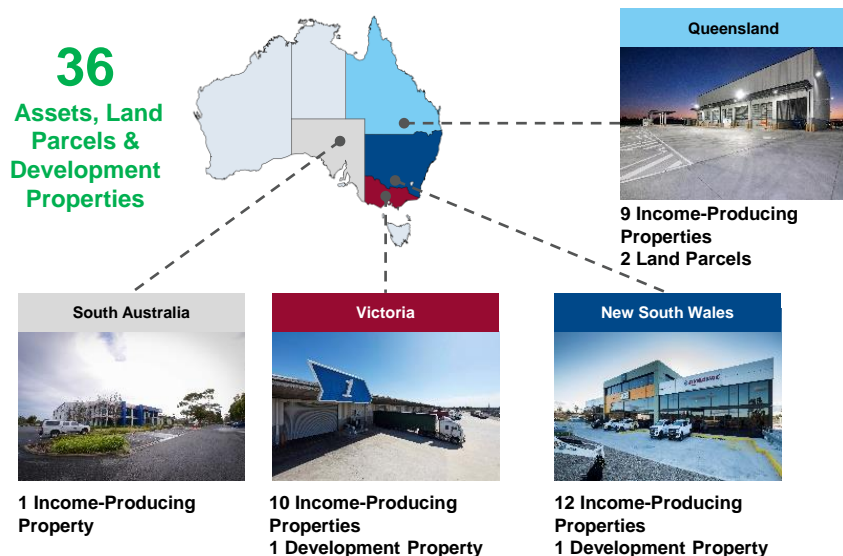 36
Assets, Land
Parcels &
Development
Properties
Queensland
9 Income-Producing
Properties
2 Land Parcels
South Australia
1 Income-Producing
Property
Victoria
1
10 Income-Producing
Properties
1 Development Property
New South Wales
12 Income-Producing
Properties
1 Development Property